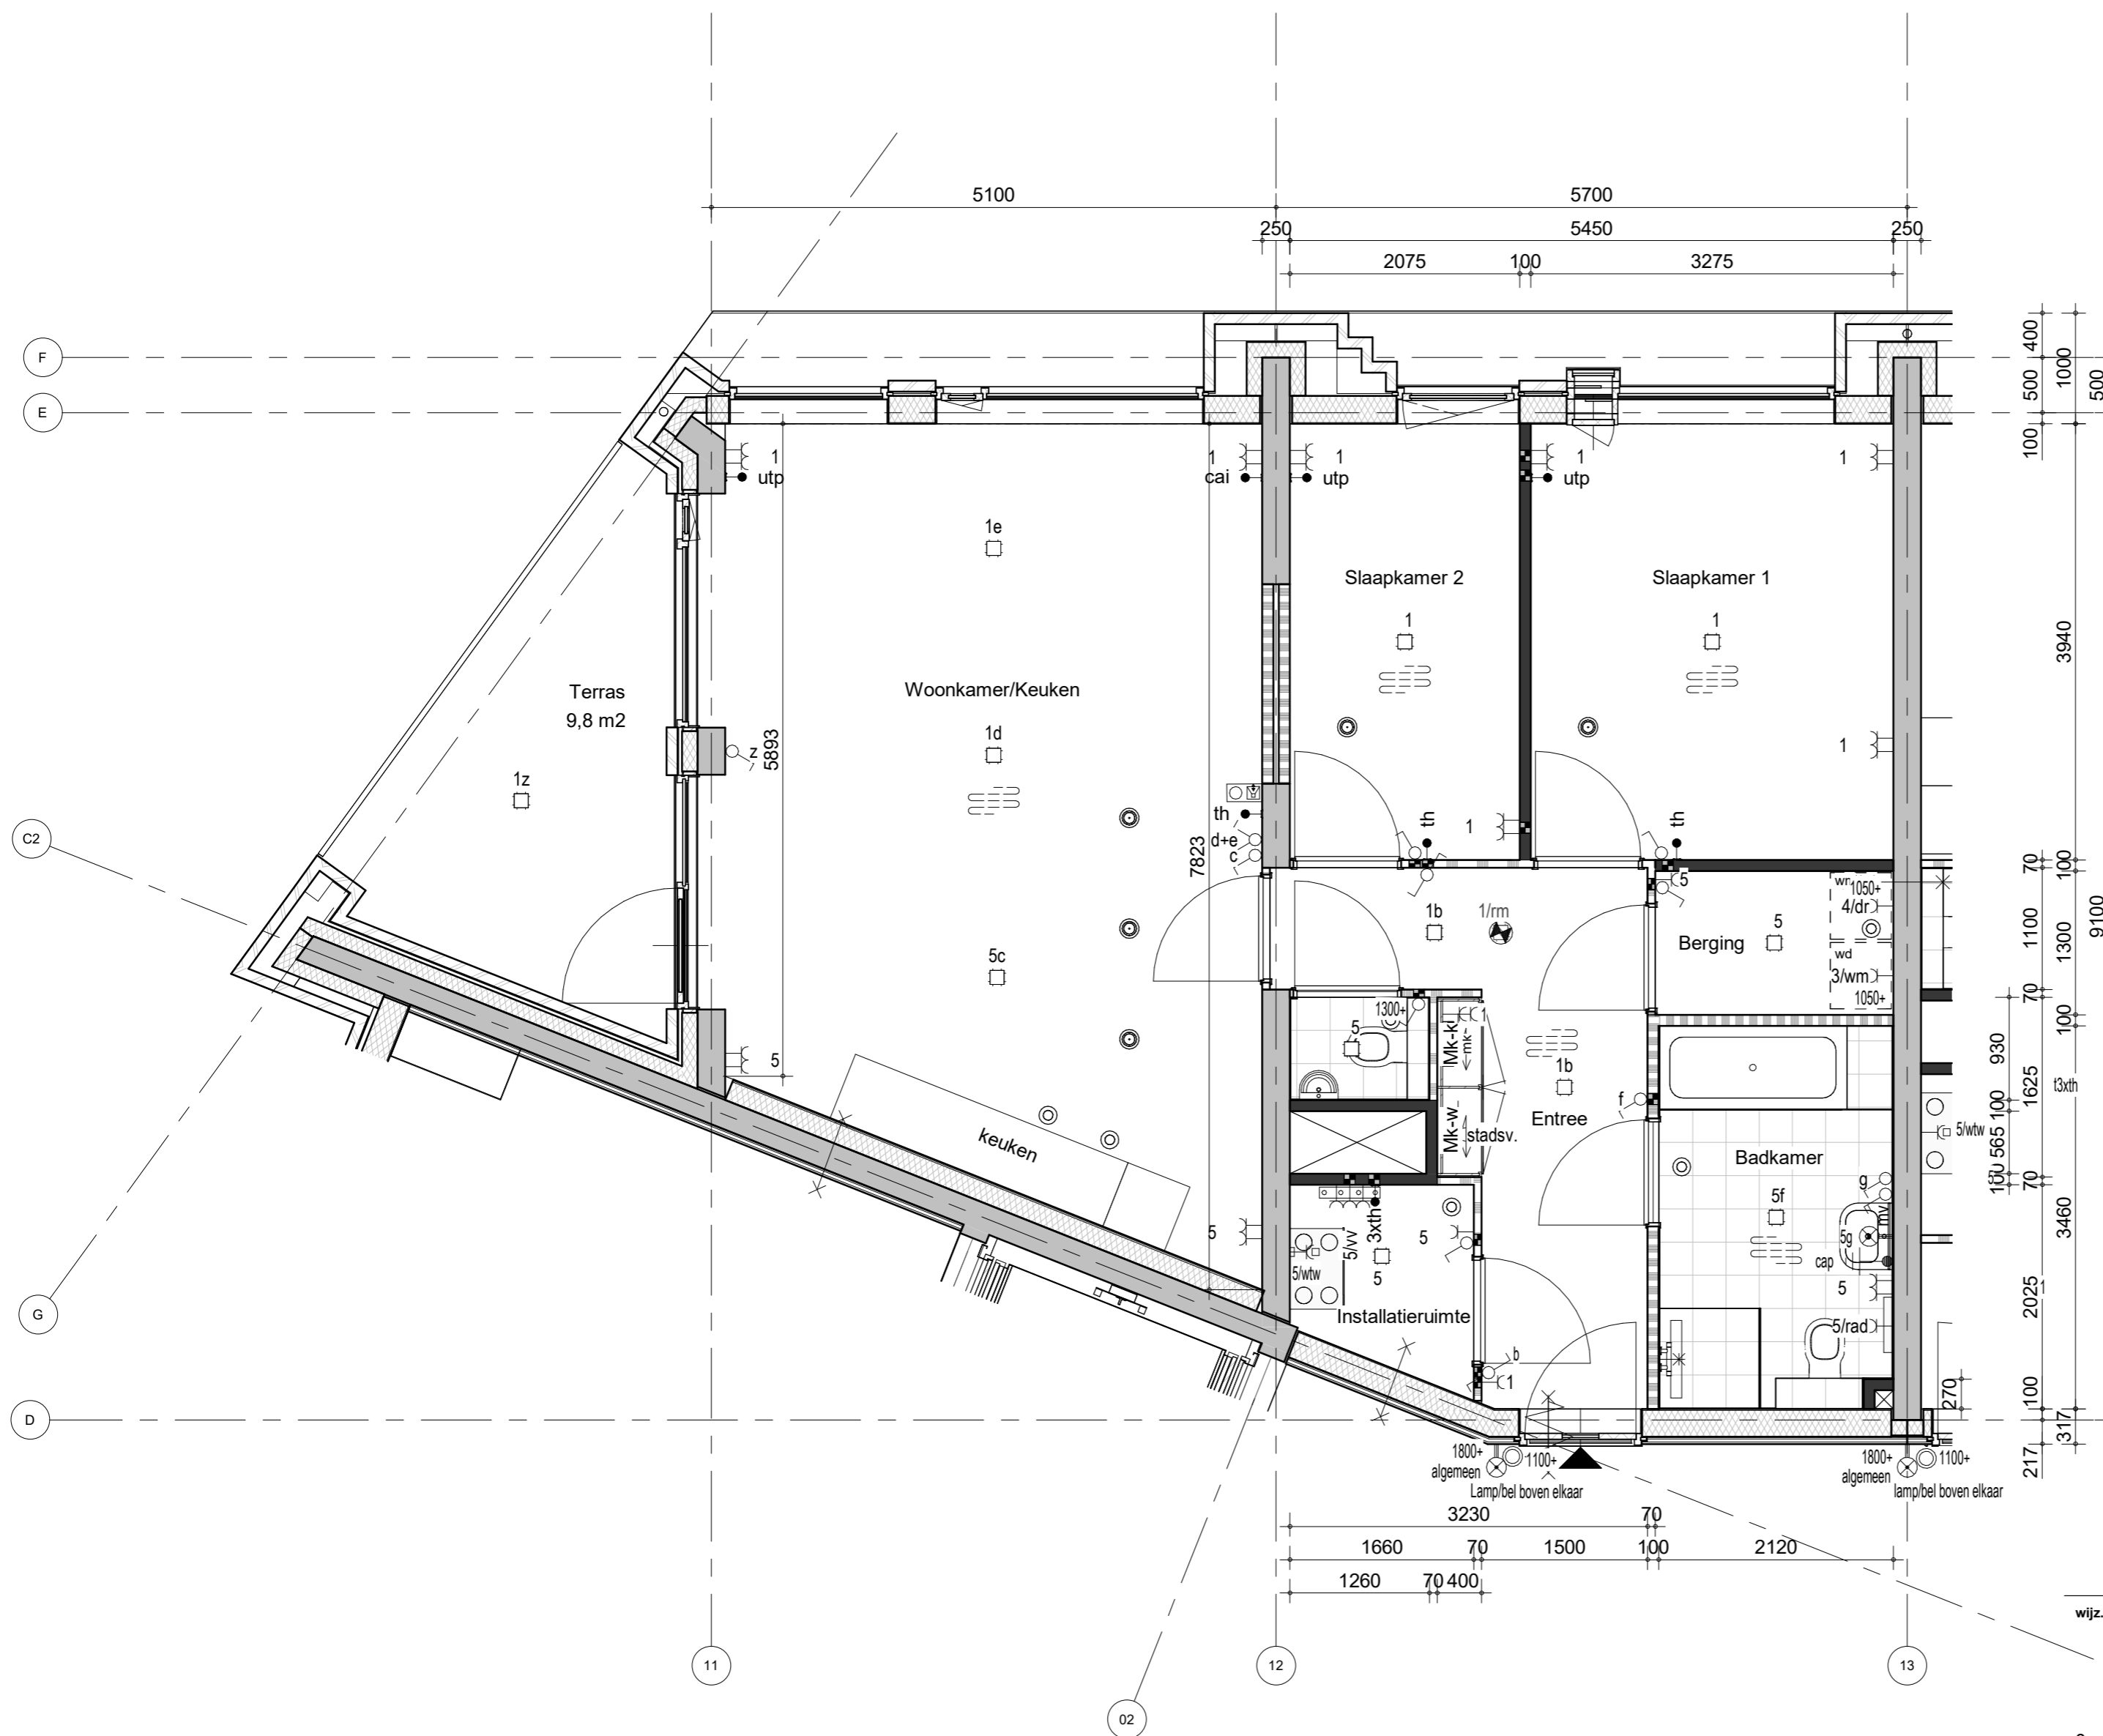 5100
5700
250
5450
250
2075
100
3275
F
E
400
1000
500
500
100
1
utp
1
cai
1
utp
1
utp
1
1e
Slaapkamer 2
Slaapkamer 1
1
1
3940
Terras
9,8 m2
Woonkamer/Keuken
1d
z
5893
1
1z
C2
th
d+e
c
7823
1
th
th
70
100
5
wr
1050+
4/dr
1b
1/rm
Berging
5
1100
1300
9100
5c
wd
3/wm
1050+
70
100
1300+
5
1
Mk-ki
mk
930
1625
t3xth
5
1b
f
100
keuken
Entree
Mk-w
stadsv.
Badkamer
5/wtw
565
70
100
g
5f
mv
5g
cap
3460
5
5/vv
3xth
5
5/wtw
5
5
Installatieruimte
5/rad
2025
G
b
1
270
100
317
217
D
1800+
algemeen
1100+
Lamp/bel boven elkaar
1800+
algemeen
1100+
lamp/bel boven elkaar
3230
70
1660
70
1500
100
2120
1260
70
400
wijz.
11
12
13
02